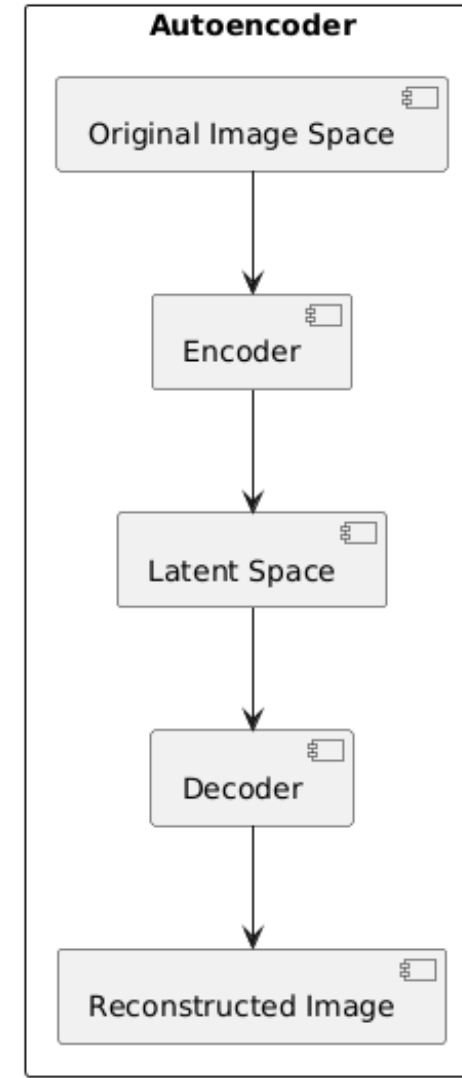 Autoencoder
Original Image Space
Encoder
Latent Space
Decoder
Reconstructed Image